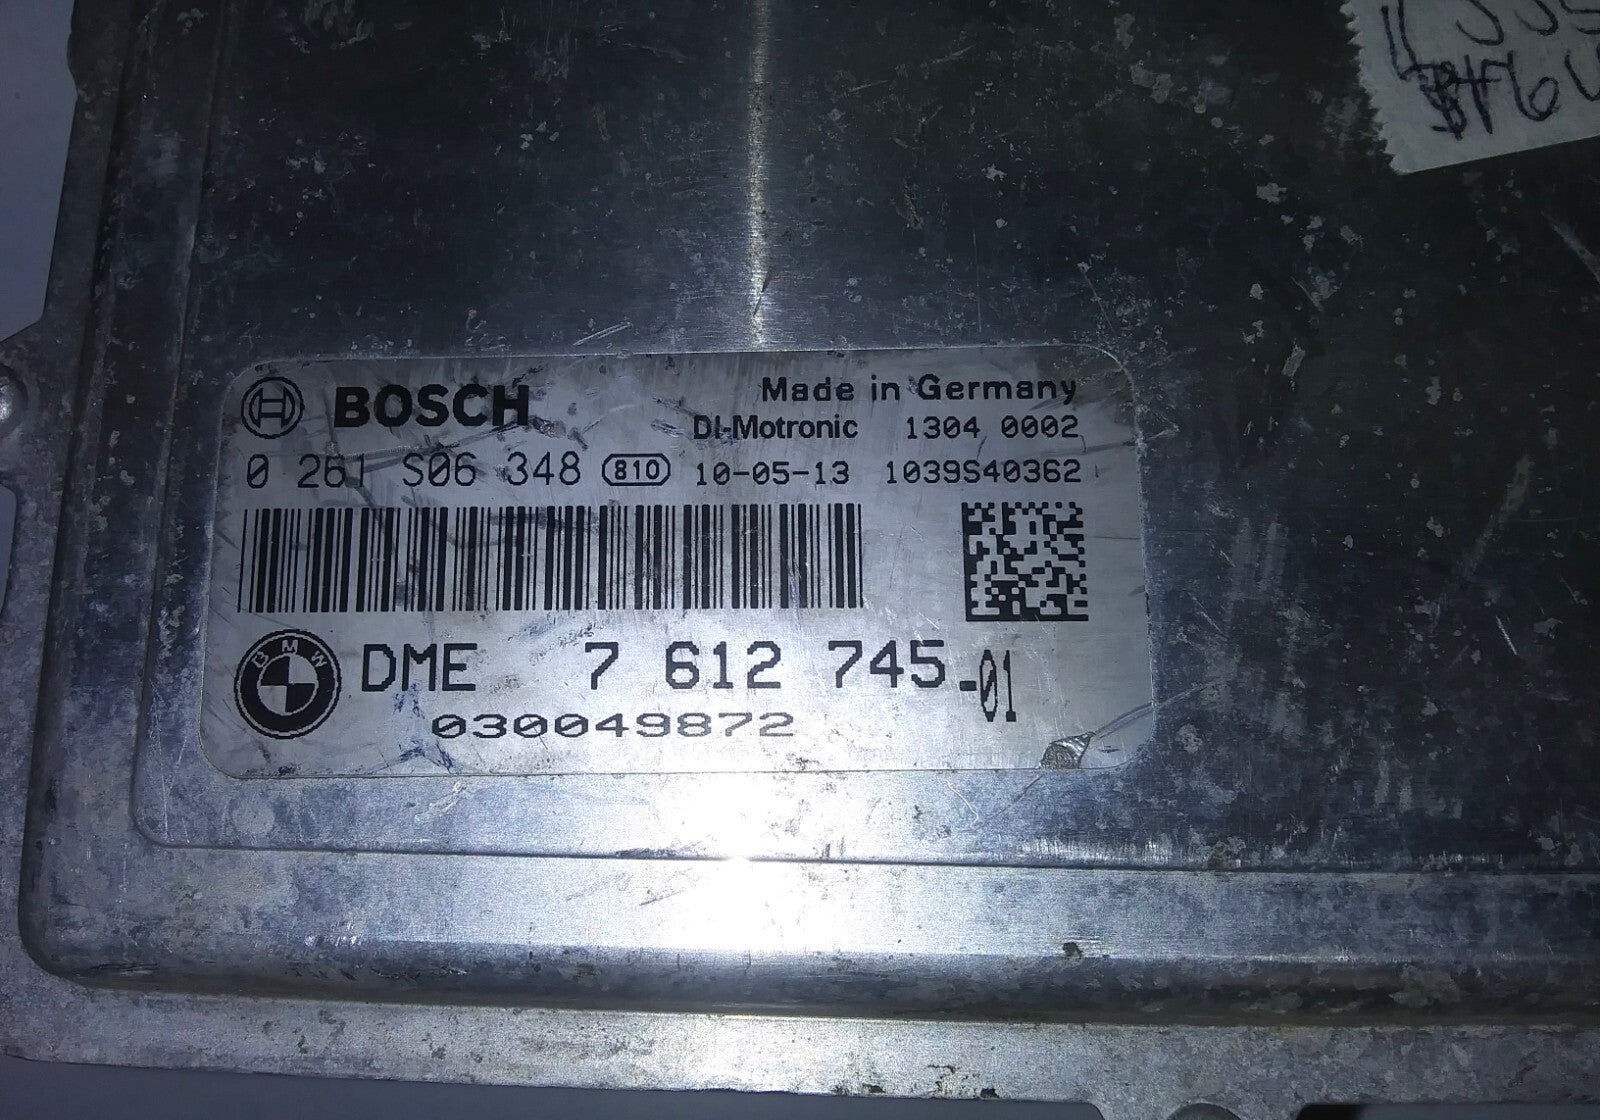 BOSCH
Made in Germany
DI-Motronic 1304 0002
0 261 S06 348 810 10-05-13 1039S40362
BMW
DME 7 612 745-01
030049872